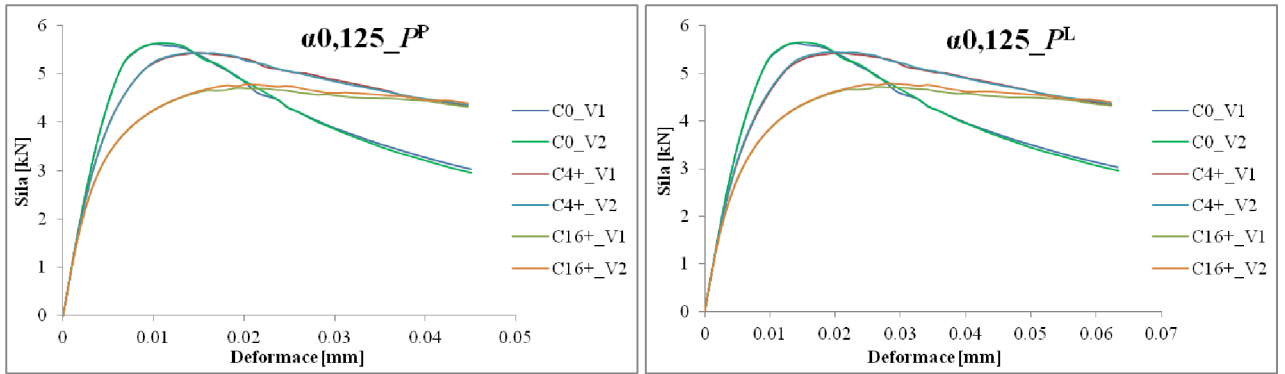 α0,125_Pᴾ
6
5
4
3
2
1
0
Síla [kN]
0 0.01 0.02 0.03 0.04 0.05
Deformace [mm]
C0_V1
C0_V2
C4+_V1
C4+_V2
C16+_V1
C16+_V2
α0,125_Pᴸ
6
5
4
3
2
1
0
Síla [kN]
0 0.01 0.02 0.03 0.04 0.05 0.06 0.07
Deformace [mm]
C0_V1
C0_V2
C4+_V1
C4+_V2
C16+_V1
C16+_V2